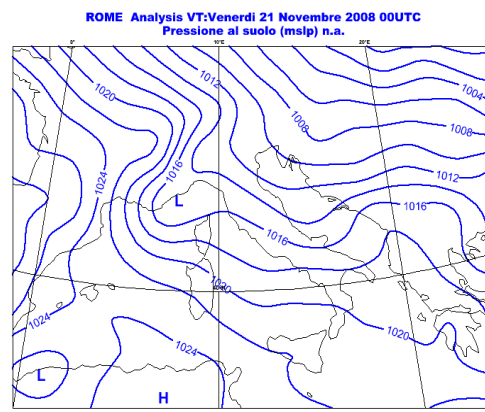 ROME Analysis VT:Venerdi 21 Novembre 2008 00UTC
Pressione al suolo (mslp) n.a.
0° 10°E 20°E
1020 1012 1004
1008 1008
1016 1012
1024
L 1016
1016
1020
1024 1020
1024
L
H